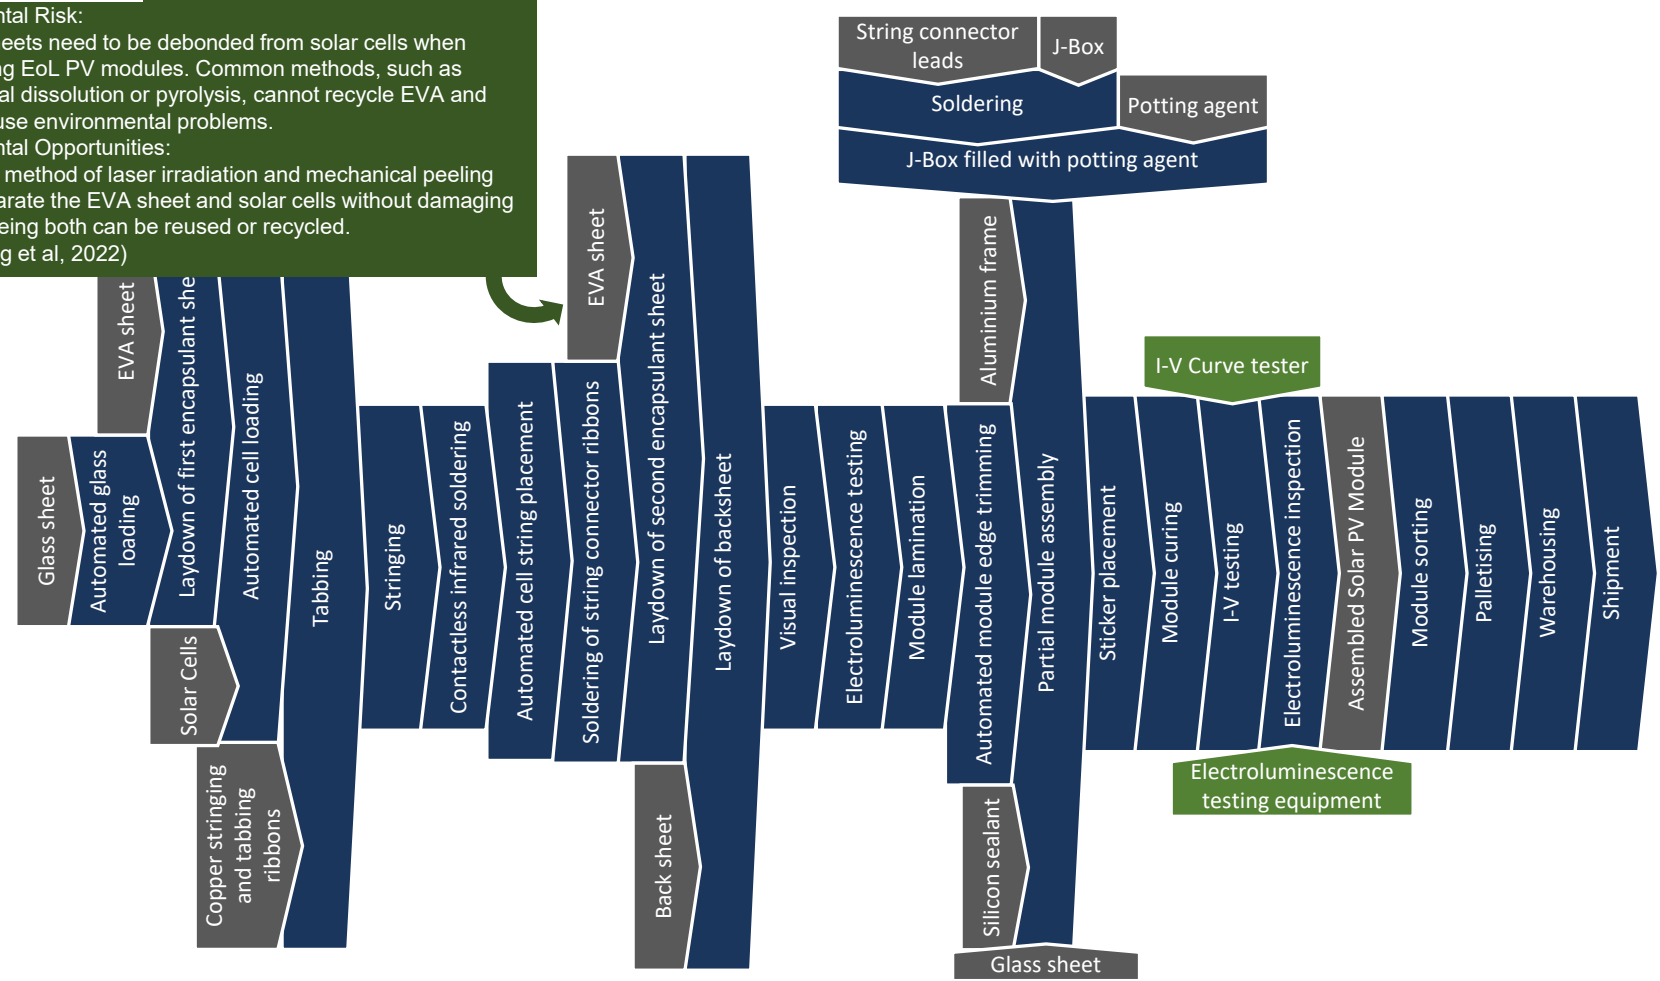 ntal Risk:
eets need to be debonded from solar cells when
ng EoL PV modules. Common methods, such as
al dissolution or pyrolysis, cannot recycle EVA and
use environmental problems.
ntal Opportunities:
method of laser irradiation and mechanical peeling
arate the EVA sheet and solar cells without damaging
eing both can be reused or recycled.
g et al, 2022)
String connector
leads
J-Box
Soldering
Potting agent
J-Box filled with potting agent
Glass sheet
Automated glass
loading
EVA sheet
Laydown of first encapsulant shee
Solar Cells
Automated cell loading
Copper stringing
and tabbing
ribbons
Tabbing
Stringing
Contactless infrared soldering
Automated cell string placement
Soldering of string connector ribbons
EVA sheet
Laydown of second encapsulant sheet
Back sheet
Laydown of backsheet
Visual inspection
Electroluminescence testing
Module lamination
Automated module edge trimming
Aluminium frame
Silicon sealant
Glass sheet
Partial module assembly
Sticker placement
Module curing
I-V Curve tester
I-V testing
Electroluminescence inspection
Electroluminescence
testing equipment
Assembled Solar PV Module
Module sorting
Palletising
Warehousing
Shipment